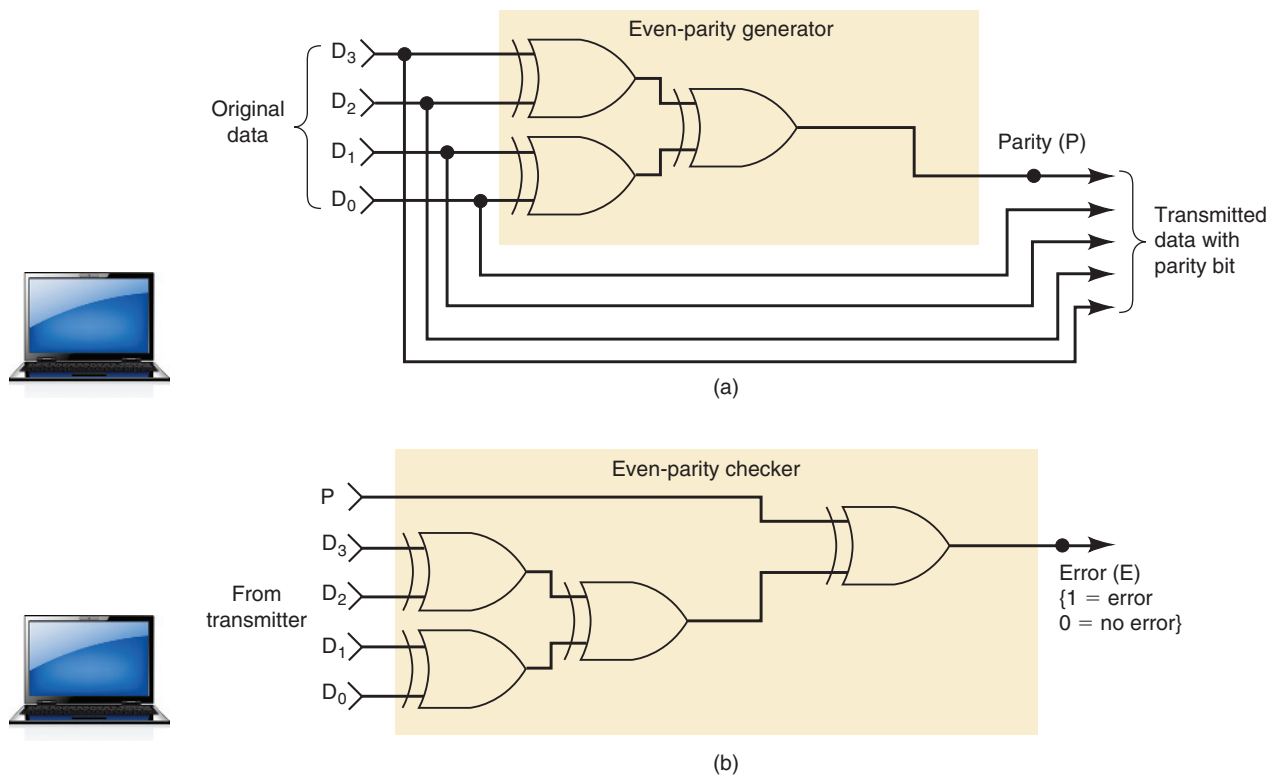 Even-parity generator
D₃
D₂
D₁
D₀
Original
data
Parity (P)
Transmitted
data with
parity bit
(a)
Even-parity checker
P
D₃
D₂
D₁
D₀
From
transmitter
Error (E)
{1 = error
0 = no error}
(b)